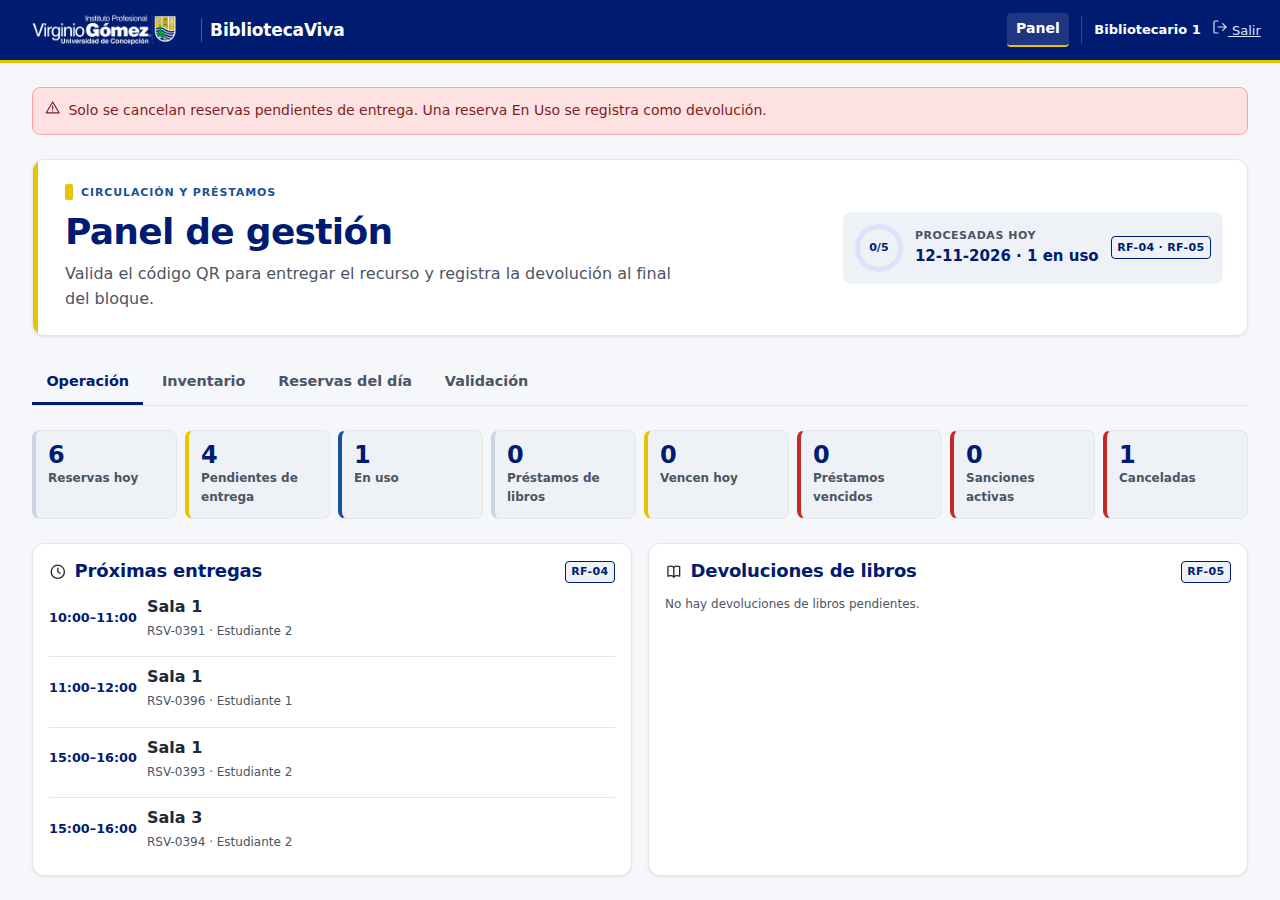 Instituto Profesional
VirginioGómez
Universidad de Concepción
BibliotecaViva
Panel
Bibliotecario 1
Salir
Solo se cancelan reservas pendientes de entrega. Una reserva En Uso se registra como devolución.
CIRCULACIÓN Y PRÉSTAMOS
Panel de gestión
Valida el código QR para entregar el recurso y registra la devolución al final
del bloque.
0/5
PROCESADAS HOY
12-11-2026 · 1 en uso
RF-04 · RF-05
Operación
Inventario
Reservas del día
Validación
6
Reservas hoy
4
Pendientes de
entrega
1
En uso
0
Préstamos de
libros
0
Vencen hoy
0
Préstamos
vencidos
0
Sanciones
activas
1
Canceladas
Próximas entregas
RF-04
10:00–11:00
Sala 1
RSV-0391 · Estudiante 2
11:00–12:00
Sala 1
RSV-0396 · Estudiante 1
15:00–16:00
Sala 1
RSV-0393 · Estudiante 2
15:00–16:00
Sala 3
RSV-0394 · Estudiante 2
Devoluciones de libros
RF-05
No hay devoluciones de libros pendientes.